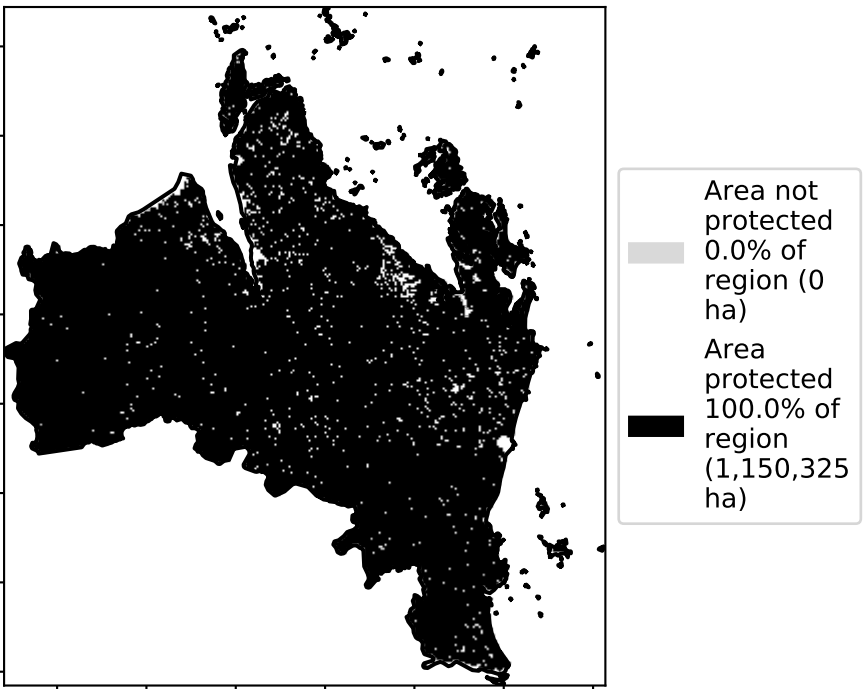 Area not
protected
0.0% of
region (0
ha)
Area
protected
100.0% of
region
(1,150,325
ha)